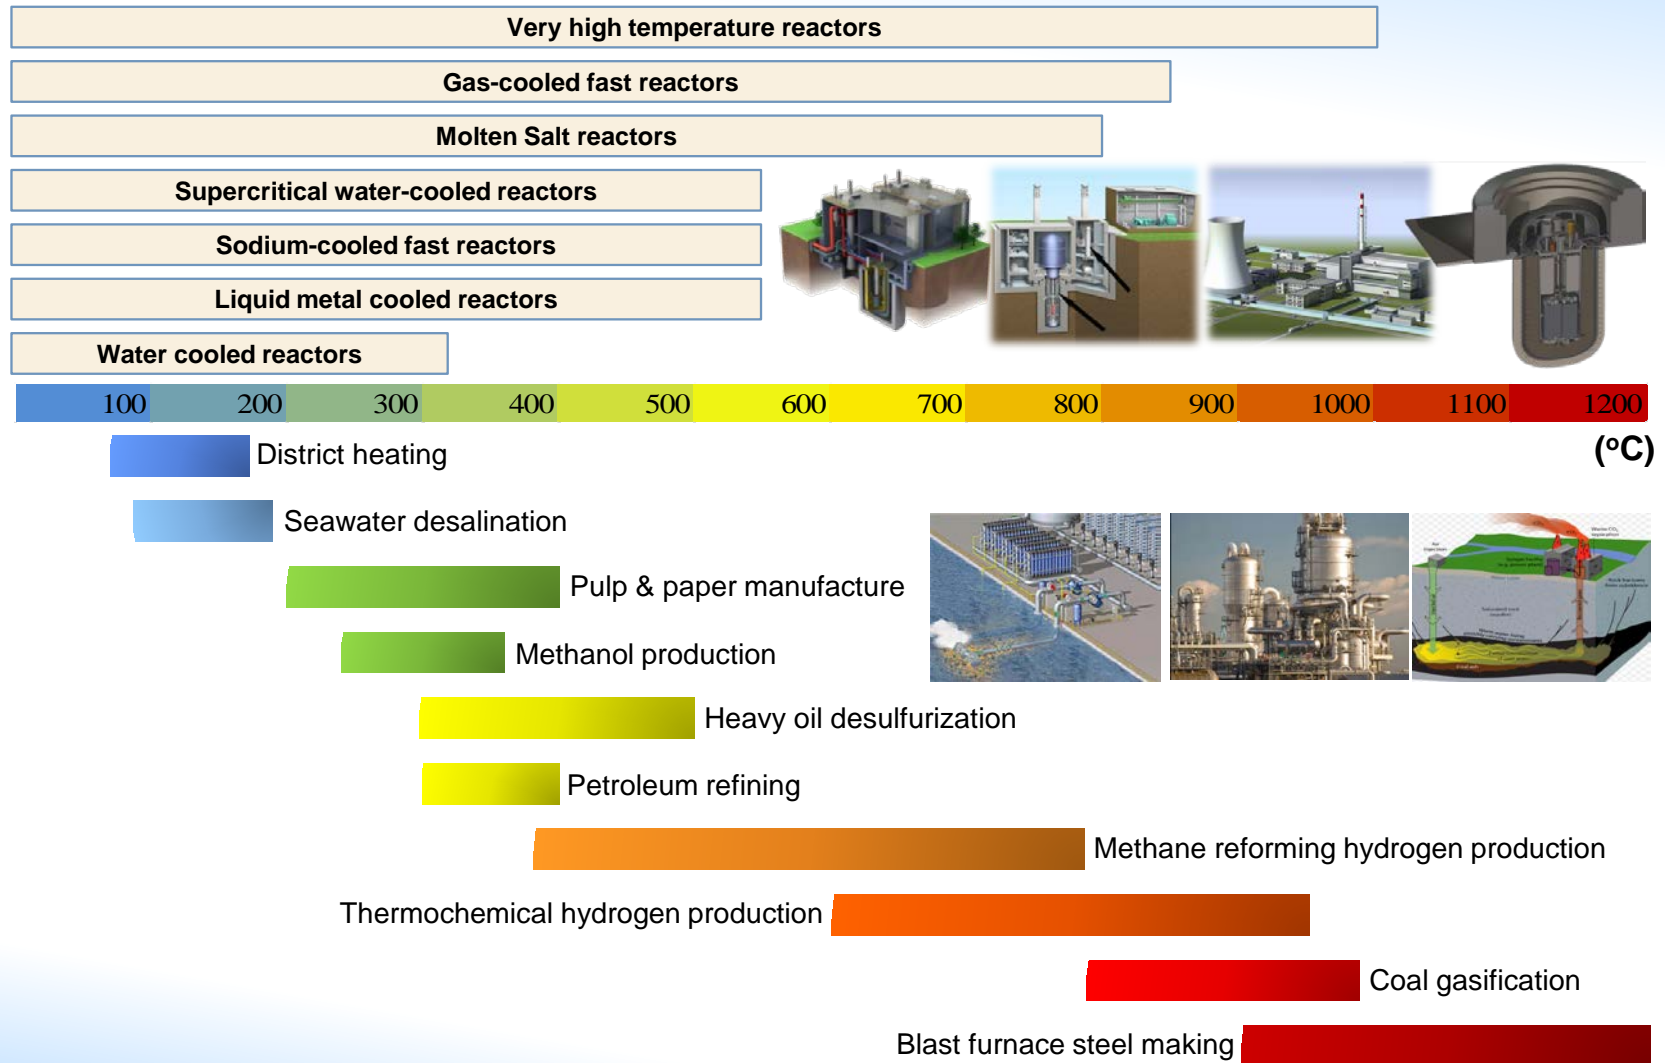 Very high temperature reactors
Gas-cooled fast reactors
Molten Salt reactors
Supercritical water-cooled reactors
Sodium-cooled fast reactors
Liquid metal cooled reactors
Water cooled reactors
100 200 300 400 500 600 700 800 900 1000 1100 1200
(oC)
District heating
Seawater desalination
Pulp & paper manufacture
Methanol production
Heavy oil desulfurization
Petroleum refining
Methane reforming hydrogen production
Thermochemical hydrogen production
Coal gasification
Blast furnace steel making